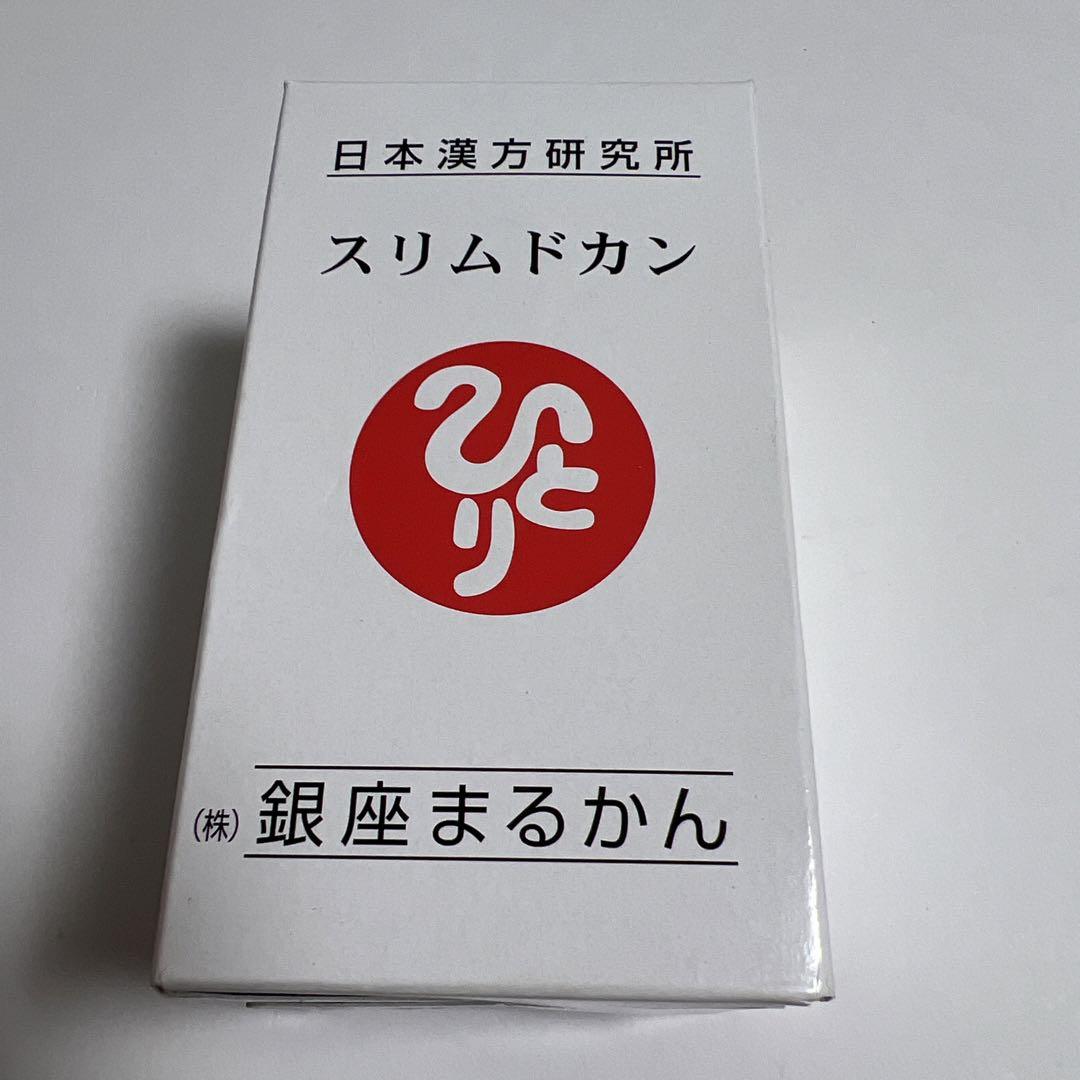 日本漢方研究所
スリムドカン
ひとり
(株)銀座まるかん